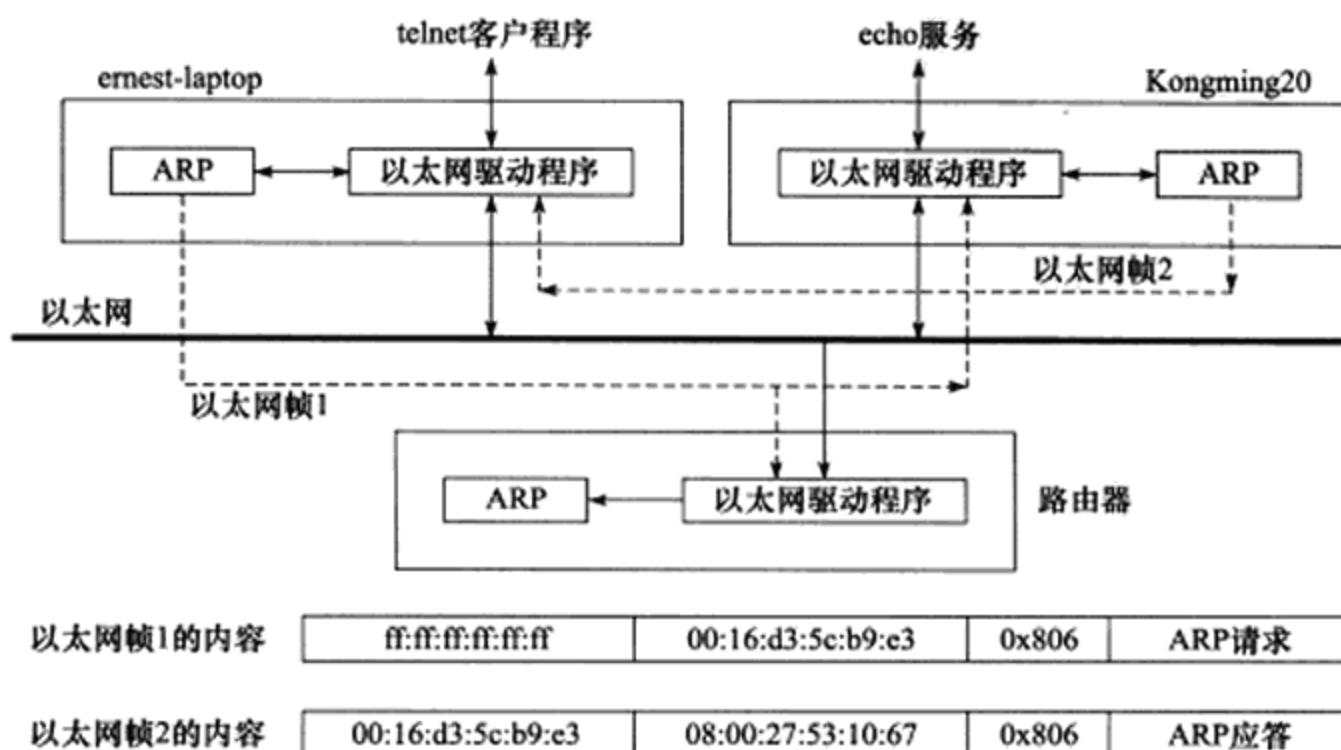 telnet客户程序
echo服务
ernest-laptop
Kongming20
ARP
以太网驱动程序
以太网驱动程序
ARP
以太网帧2
以太网
以太网帧1
ARP
以太网驱动程序
路由器
以太网帧1的内容 ff:ff:ff:ff:ff:ff 00:16:d3:5c:b9:e3 0x806 ARP请求
以太网帧2的内容 00:16:d3:5c:b9:e3 08:00:27:53:10:67 0x806 ARP应答